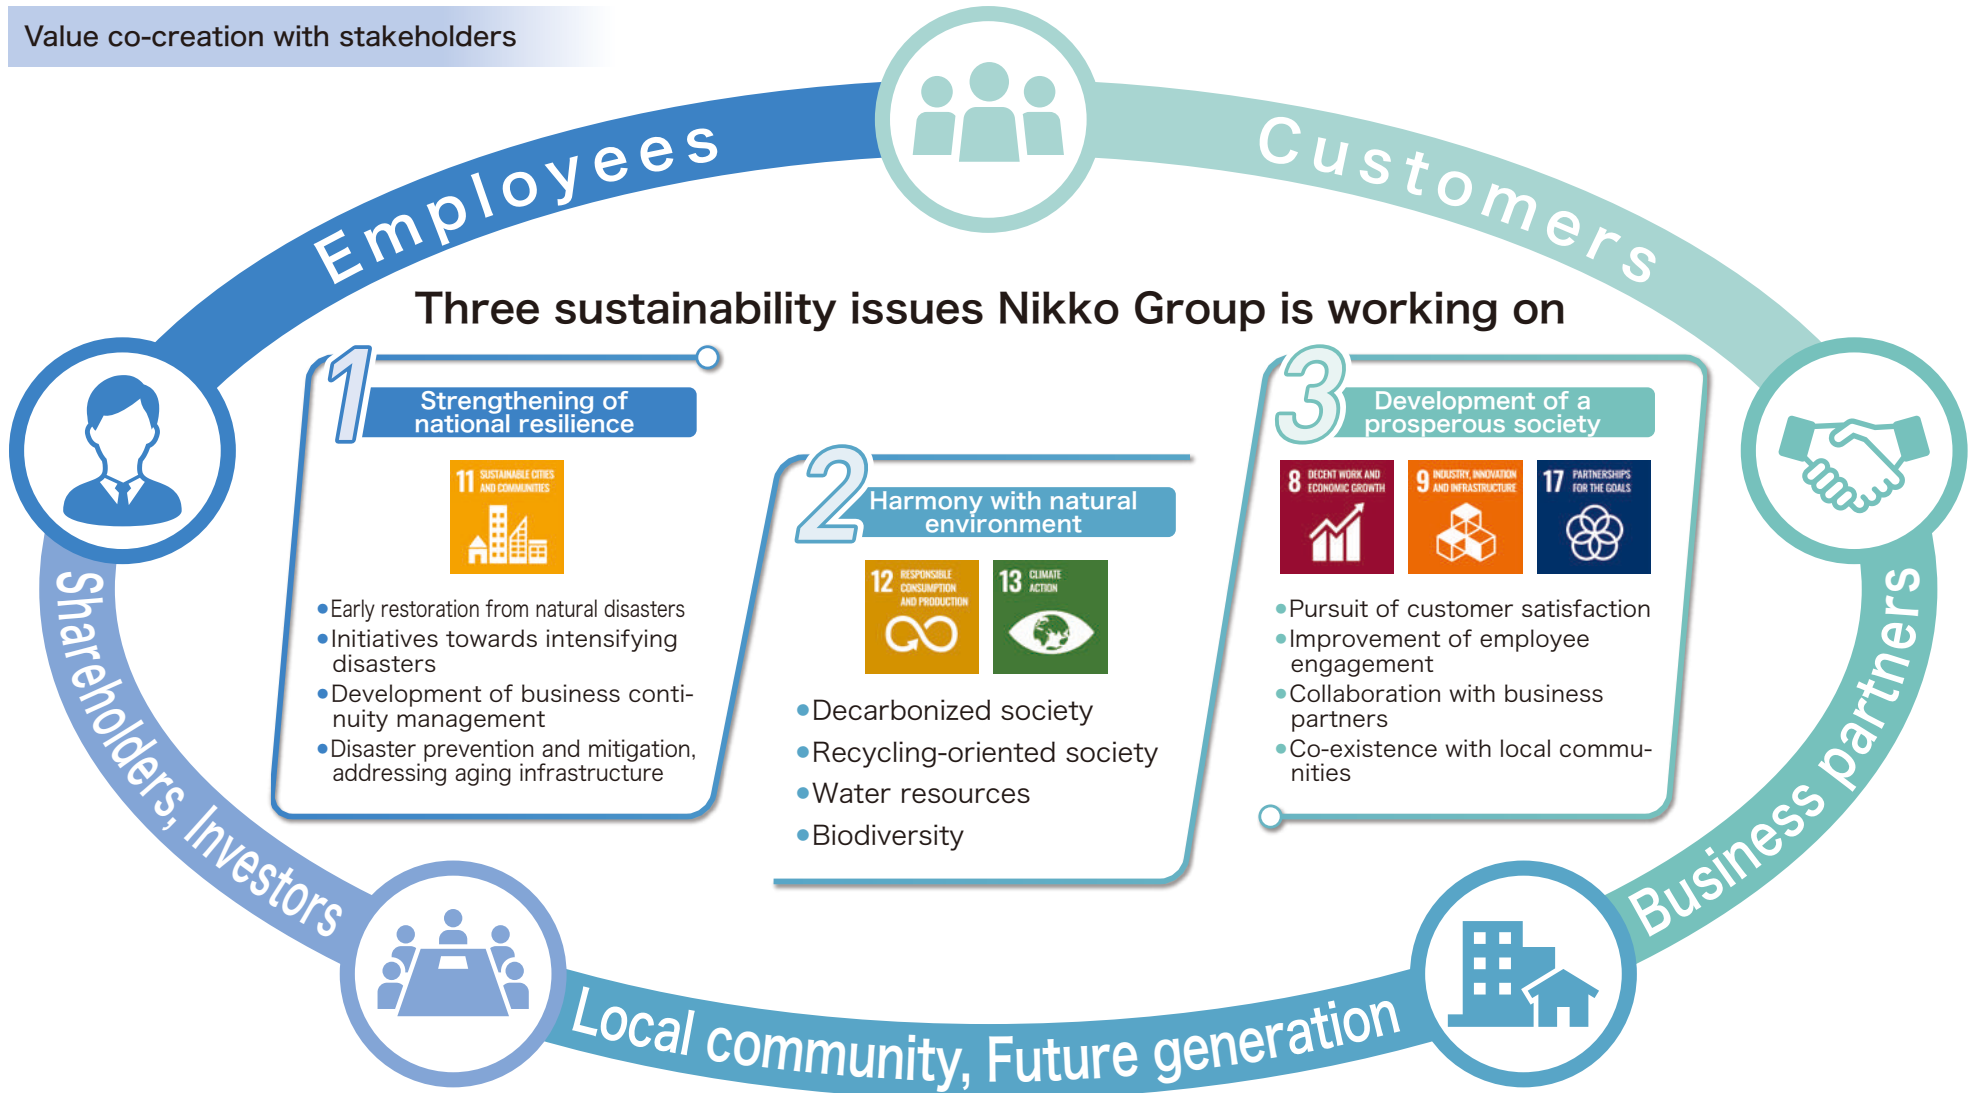 Value co-creation with stakeholders
Employees
Customers
Three sustainability issues Nikko Group is working on
1
Strengthening of
national resilience
11 SUSTAINABLE CITIES
AND COMMUNITIES
●Early restoration from natural disasters
●Initiatives towards intensifying
disasters
●Development of business conti-
nuity management
●Disaster prevention and mitigation,
addressing aging infrastructure
2
Harmony with natural
environment
12 RESPONSIBLE
CONSUMPTION
AND PRODUCTION
13 CLIMATE
ACTION
●Decarbonized society
●Recycling-oriented society
●Water resources
●Biodiversity
3
Development of a
prosperous society
8 DECENT WORK AND
ECONOMIC GROWTH
9 INDUSTRY, INNOVATION
AND INFRASTRUCTURE
17 PARTNERSHIPS
FOR THE GOALS
●Pursuit of customer satisfaction
●Improvement of employee
engagement
●Collaboration with business
partners
●Co-existence with local commu-
nities
Shareholders, Investors
Business partners
Local community, Future generation